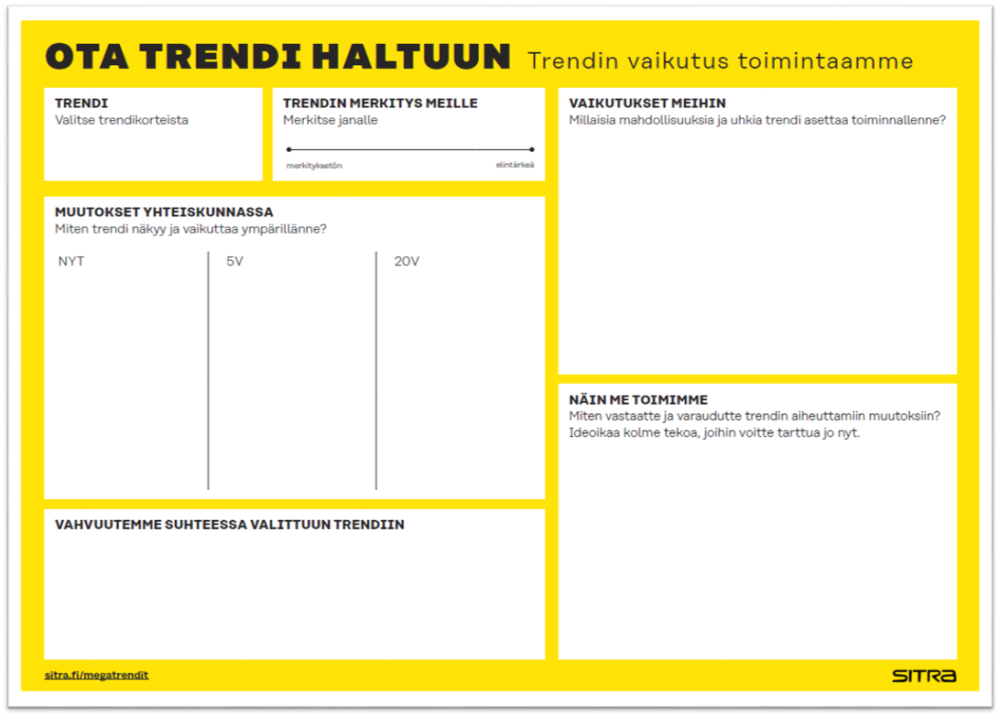 OTA TRENDI HALTUUN Trendin vaikutus toimintaamme
TRENDI
Valitse trendikorteista
TRENDIN MERKITYS MEILLE
Merkitse janalle
merkityksetön
elintärkeä
MUUTOKSET YHTEISKUNNASSA
Miten trendi näkyy ja vaikuttaa ympärillänne?
NYT
5V
20V
VAHVUUTEMME SUHTEESSA VALITTUUN TRENDIIN
VAIKUTUKSET MEIHIN
Millaisia mahdollisuuksia ja uhkia trendi asettaa toiminnallenne?
NÄIN ME TOIMIMME
Miten vastaatte ja varaudutte trendin aiheuttamiin muutoksiin?
Ideoikaa kolme tekoa, joihin voitte tarttua jo nyt.
sitra.fi/megatrendit
SITRA